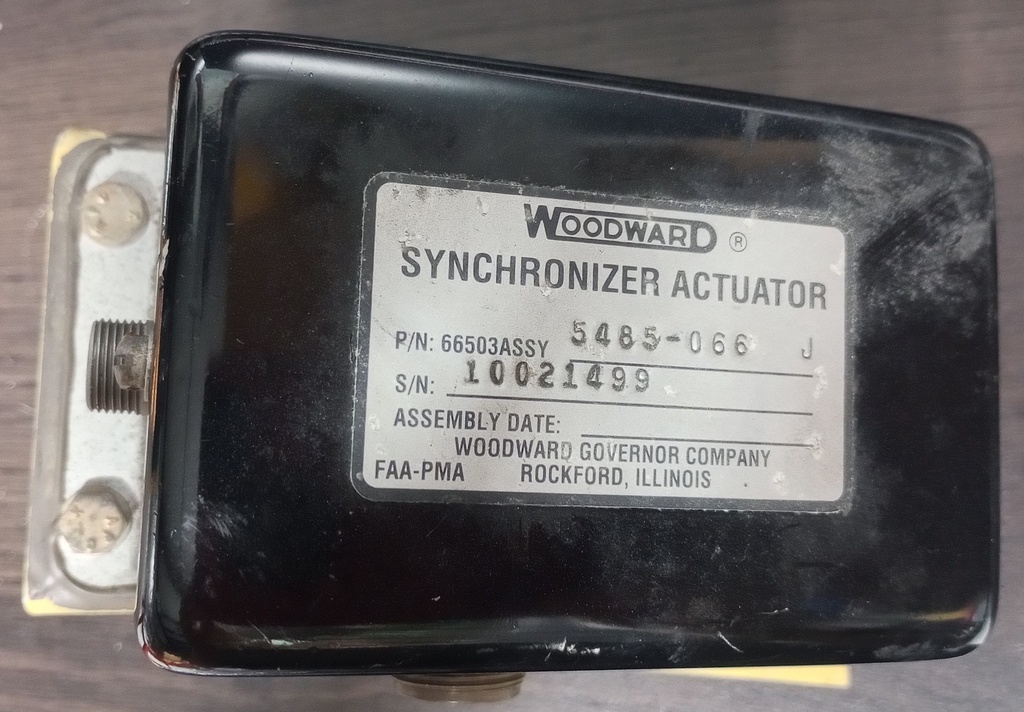 WOODWARD ®
SYNCHRONIZER ACTUATOR
P/N: 66503ASSY 5485-066 J
S/N: 10021499
ASSEMBLY DATE:
WOODWARD GOVERNOR COMPANY
FAA-PMA ROCKFORD, ILLINOIS